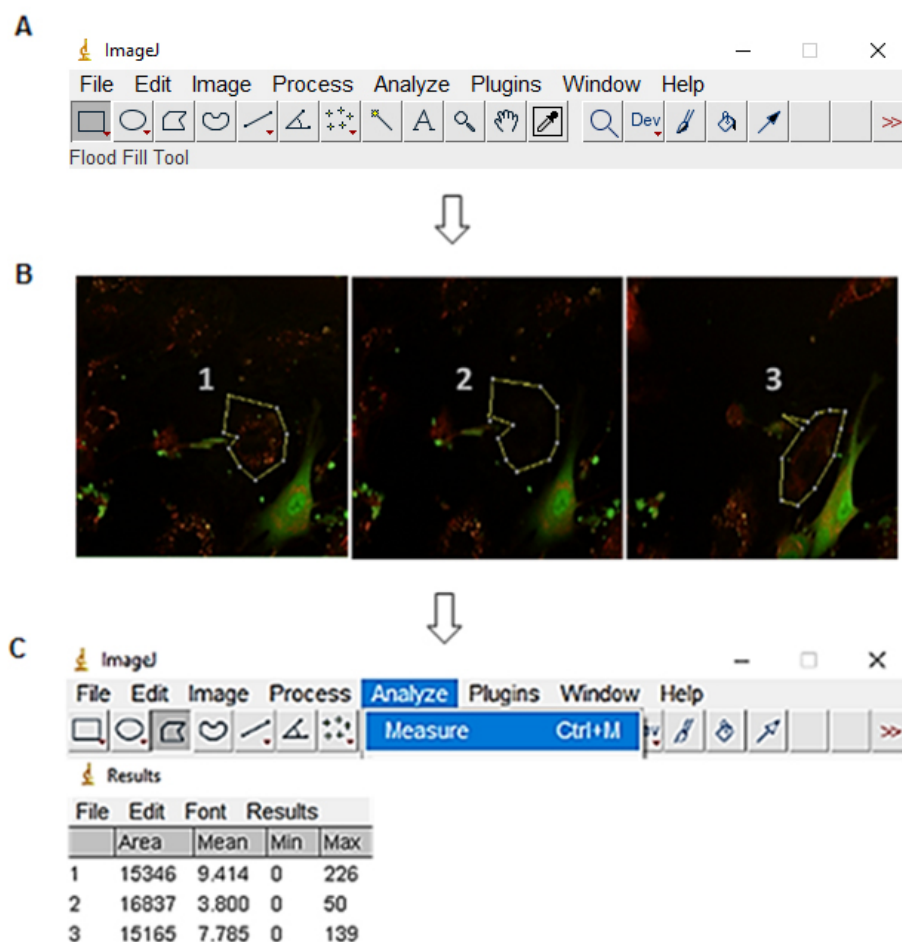 A
ImageJ
File Edit Image Process Analyze Plugins Window Help
A Dev >>
Flood Fill Tool
B
1 2 3
C
ImageJ
File Edit Image Process Analyze Plugins Window Help
Measure Ctrl+M >>
Results
File Edit Font Results
Area Mean Min Max
1 15346 9.414 0 226
2 16837 3.800 0 50
3 15165 7.785 0 139